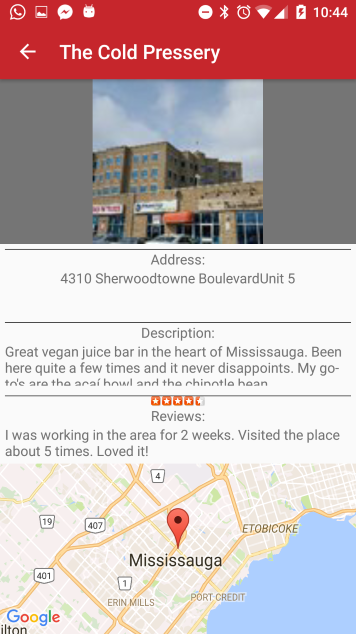 10:44
The Cold Pressery
Address:
4310 Sherwoodtowne BoulevardUnit 5
Description:
Great vegan juice bar in the heart of Mississauga. Been
here quite a few times and it never disappoints. My go-
to's are the açaí bowl and the chipotle bean
Reviews:
I was working in the area for 2 weeks. Visited the place
about 5 times. Loved it!
4
19
407
ETOBICOKE
Mississauga
401
1
ERIN MILLS
PORT CREDIT
Google
ilton